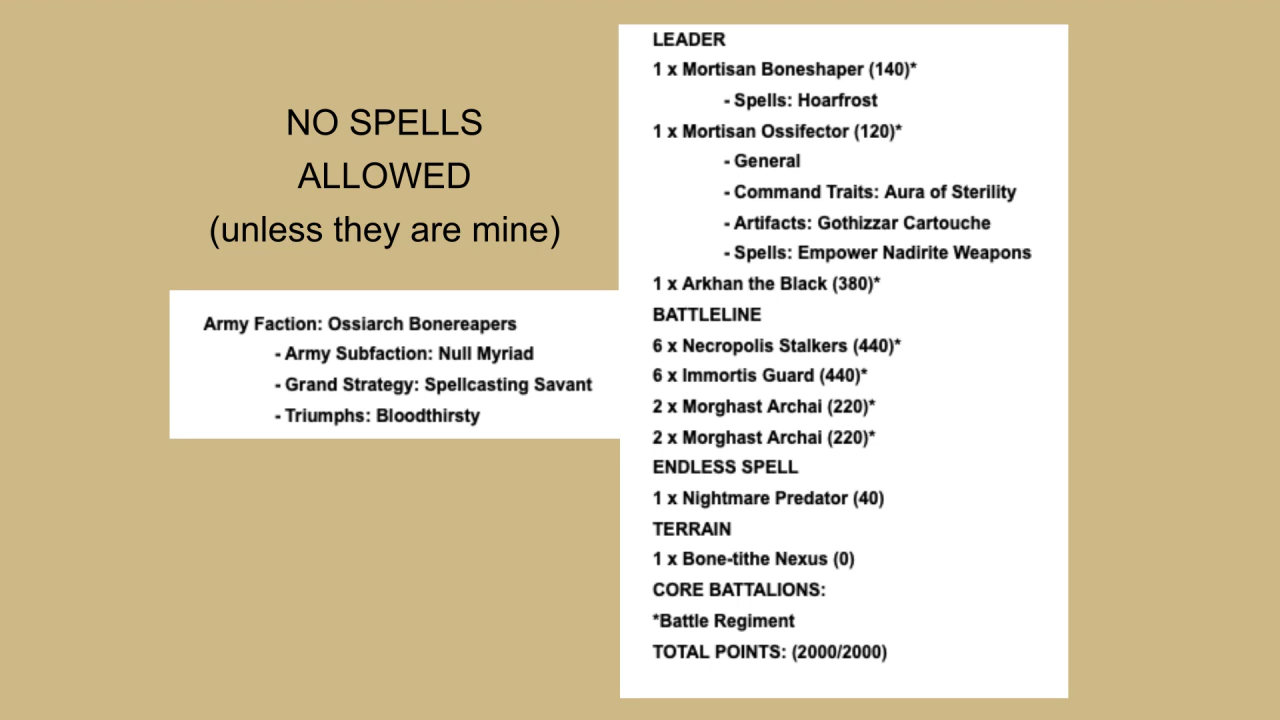 NO SPELLS
ALLOWED
(unless they are mine)
Army Faction: Ossiarch Bonereapers
- Army Subfaction: Null Myriad
- Grand Strategy: Spellcasting Savant
- Triumphs: Bloodthirsty
LEADER
1 x Mortisan Boneshaper (140)*
- Spells: Hoarfrost
1 x Mortisan Ossifector (120)*
- General
- Command Traits: Aura of Sterility
- Artifacts: Gothizzar Cartouche
- Spells: Empower Nadirite Weapons
1 x Arkhan the Black (380)*
BATTLELINE
6 x Necropolis Stalkers (440)*
6 x Immortis Guard (440)*
2 x Morghast Archai (220)*
2 x Morghast Archai (220)*
ENDLESS SPELL
1 x Nightmare Predator (40)
TERRAIN
1 x Bone-tithe Nexus (0)
CORE BATTALIONS:
*Battle Regiment
TOTAL POINTS: (2000/2000)